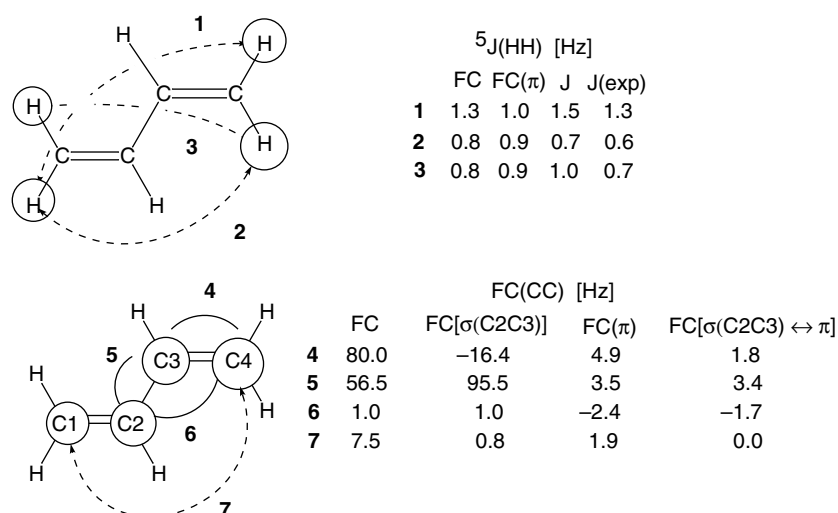 1
H H
⁵J(HH) [Hz]
FC FC(π) J J(exp)
1 1.3 1.0 1.5 1.3
2 0.8 0.9 0.7 0.6
3 0.8 0.9 1.0 0.7
H C C
3 H
C C
H H
2
4
FC(CC) [Hz]
FC FC[σ(C2C3)] FC(π) FC[σ(C2C3) ↔ π]
4 80.0 –16.4 4.9 1.8
5 56.5 95.5 3.5 3.4
6 1.0 1.0 –2.4 –1.7
7 7.5 0.8 1.9 0.0
H H
5 C3 C4
H H
C1 C2 6
H H
7